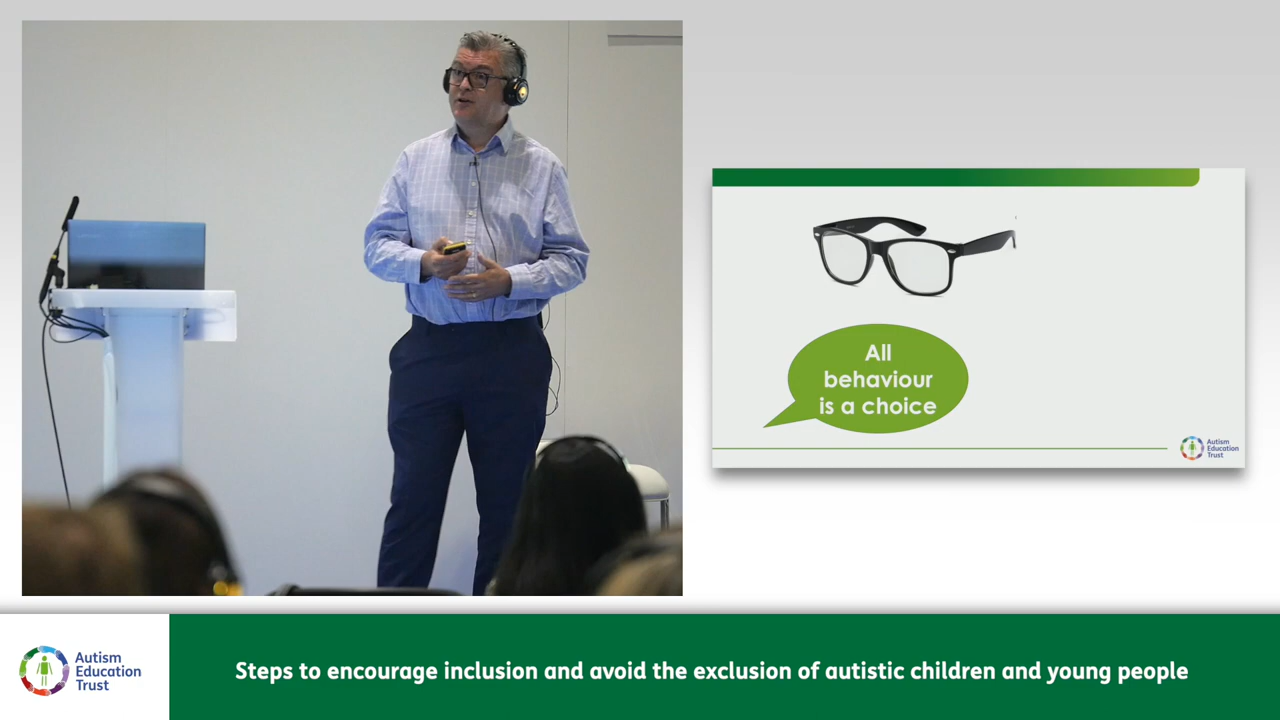 All
behaviour
is a choice
Autism
Education
Trust
Autism
Education
Trust
Steps to encourage inclusion and avoid the exclusion of autistic children and young people